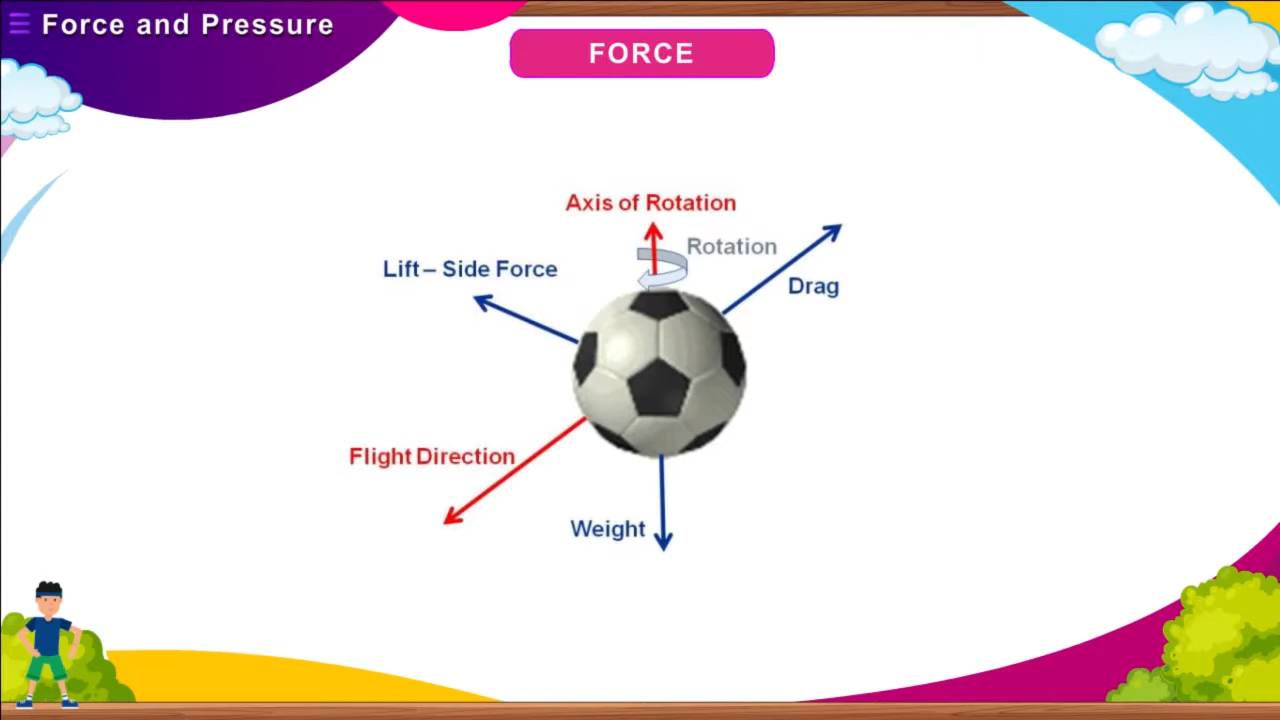 Force and Pressure
FORCE
Axis of Rotation
Rotation
Lift – Side Force
Drag
Flight Direction
Weight